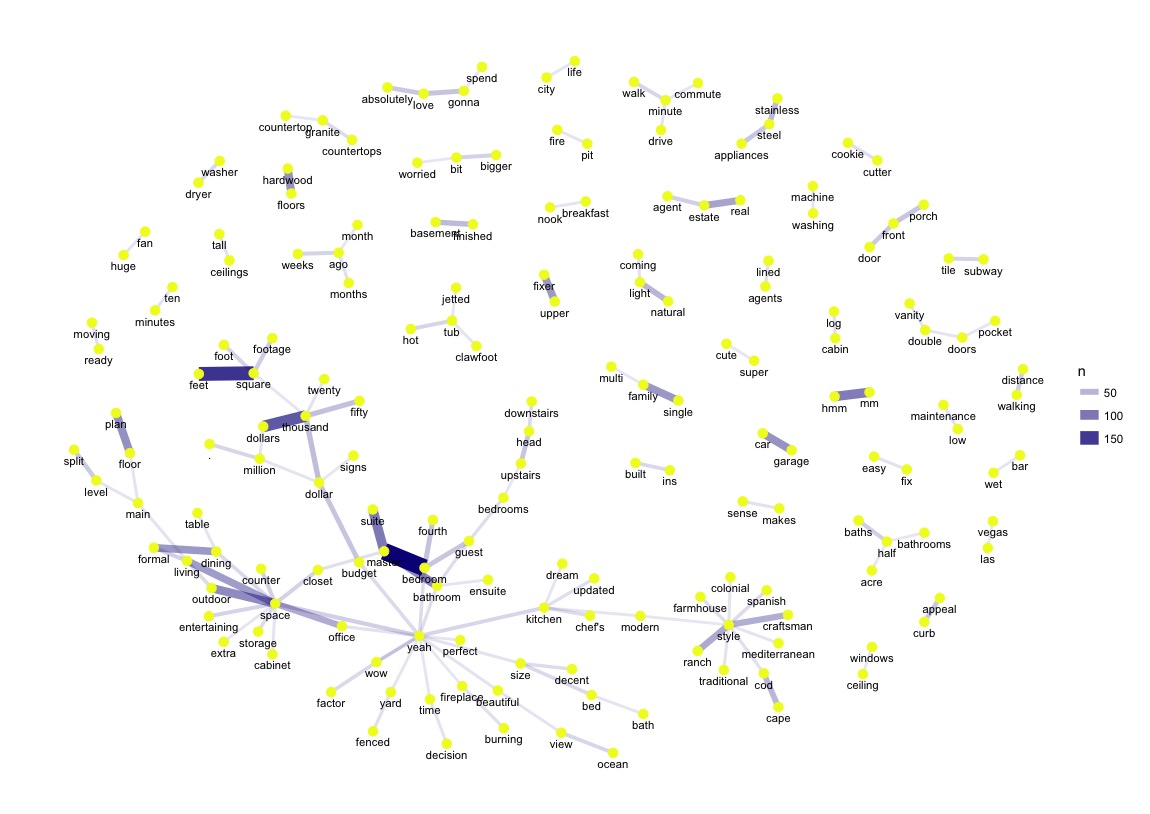 life
city
spend
absolutely
love
gonna
walk
commute
minute
drive
stainless
steel
appliances
countertop
granite
countertops
fire
pit
cookie
cutter
washer
dryer
hardwood
floors
worried
bit
bigger
agent
estate
real
machine
washing
nook
breakfast
porch
front
door
basement
finished
month
weeks
ago
months
fan
huge
tall
ceilings
coming
light
natural
lined
agents
tile
subway
fixer
upper
ten
minutes
jetted
hot
tub
clawfoot
log
cabin
vanity
double
doors
pocket
moving
ready
foot
footage
feet
square
cute
super
multi
family
single
distance
walking
twenty
fifty
dollars
thousand
hmm
mm
n
50
100
150
plan
floor
split
level
main
.
million
signs
dollar
downstairs
head
upstairs
bedrooms
maintenance
low
car
garage
built
ins
easy
fix
bar
wet
sense
makes
table
suite
fourth
guest
formal
living
dining
outdoor
counter
closet
budget
master
bedroom
bathroom
ensuite
baths
half
bathrooms
acre
vegas
las
space
entertaining
extra
storage
cabinet
office
yeah
perfect
dream
updated
kitchen
chef's
modern
colonial
farmhouse
spanish
style
craftsman
ranch
mediterranean
traditional
cod
cape
appeal
curb
windows
ceiling
wow
factor
yard
fenced
time
decision
fireplace
beautiful
burning
size
decent
bed
bath
view
ocean